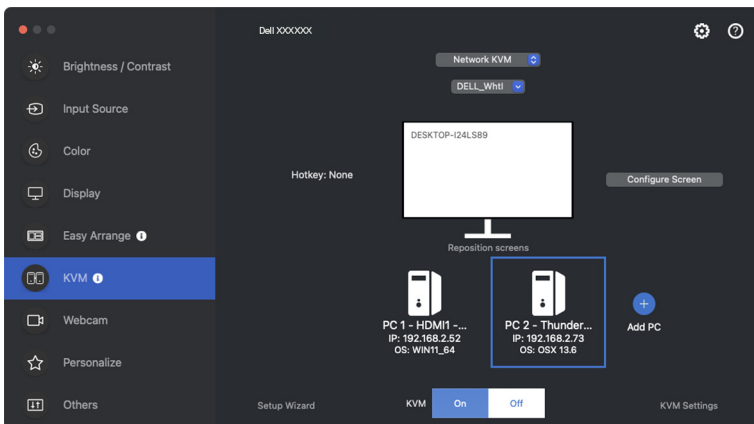 Dell XXXXXX
Brightness / Contrast
Input Source
Color
Display
Easy Arrange
KVM
Webcam
Personalize
Others
Network KVM
DELL_Whtl
DESKTOP-I24LS89
Hotkey: None
Configure Screen
Reposition screens
PC 1 - HDMI1 -...
IP: 192.168.2.52
OS: WIN11_64
PC 2 - Thunder...
IP: 192.168.2.73
OS: OSX 13.6
Add PC
Setup Wizard
KVM
On
Off
KVM Settings